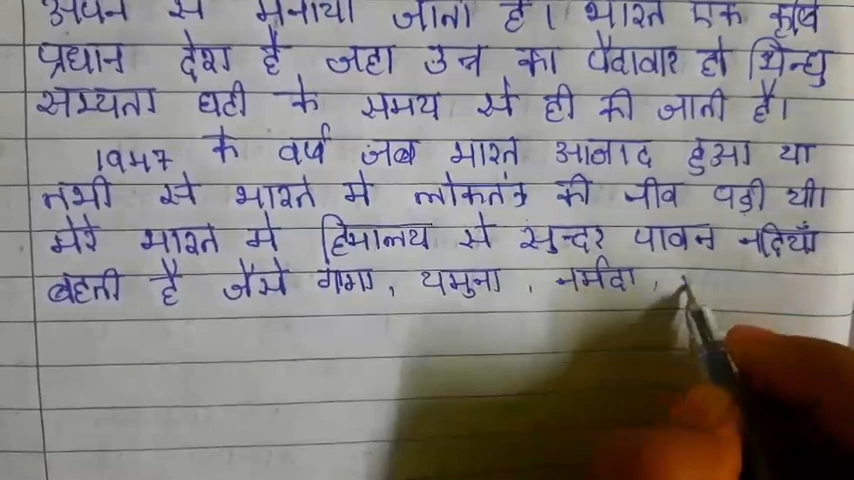 अपन से मनाया जाता है। भारत एक कृषि
प्रधान देश है जहा उन्न का पैदावार हो सिन्धु
सभ्यता घटी के समय से ही की जाती है।
1947 के वर्ष जब भारत आजाद हुआ था
तभी से भारत मे लोकतंत्र की नीव पड़ी थी।
मेरे भारत मे हिमालय से सुन्दर पावन नदियाँ
बहती है जैसे गंगा, यमुना, नर्मदा,